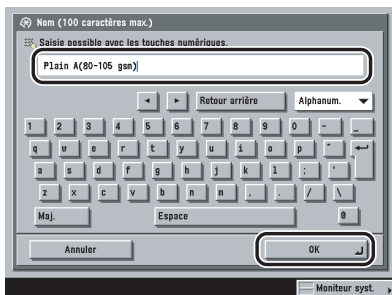 Nom (100 caractères max.)
Saisie possible avec les touches numériques.
Plain A(80-105 gsm)
◄ ► Retour arrière Alphanum. ▼
1 2 3 4 5 6 7 8 9 0 - _
q w e r t y u i o p ~
a s d f g h j k l ; '
z x c v b n m , . / \
Maj. Espace @
Annuler OK
Moniteur syst.